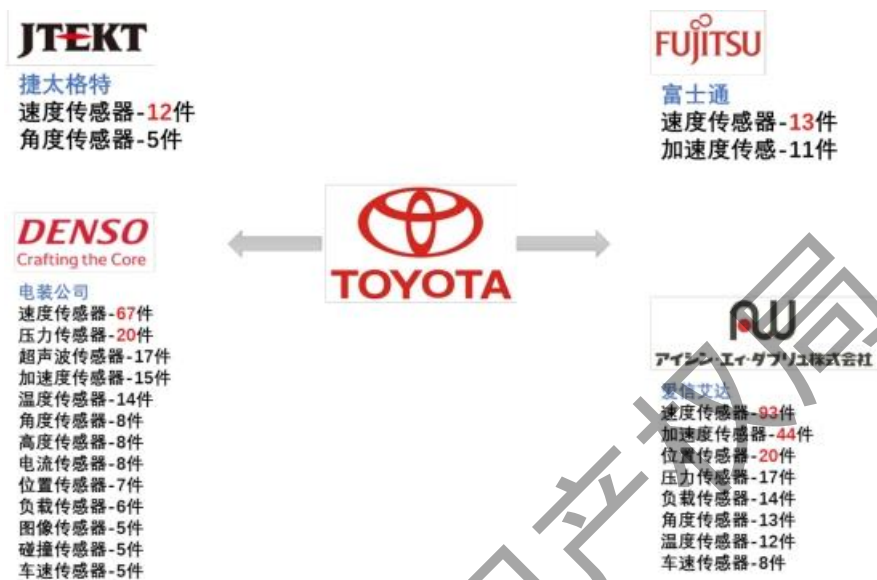 JTEKT
捷太格特
速度传感器-12件
角度传感器-5件
FUJITSU
富士通
速度传感器-13件
加速度传感-11件
DENSO
Crafting the Core
电装公司
速度传感器-67件
压力传感器-20件
超声波传感器-17件
加速度传感器-15件
温度传感器-14件
角度传感器-8件
高度传感器-8件
电流传感器-8件
位置传感器-7件
负载传感器-6件
图像传感器-5件
碰撞传感器-5件
车速传感器-5件
TOYOTA
AW
アイシン・エィ・ダブリュ株式会社
爱信艾达
速度传感器-93件
加速度传感器-44件
位置传感器-20件
压力传感器-17件
负载传感器-14件
角度传感器-13件
温度传感器-12件
车速传感器-8件
产权局